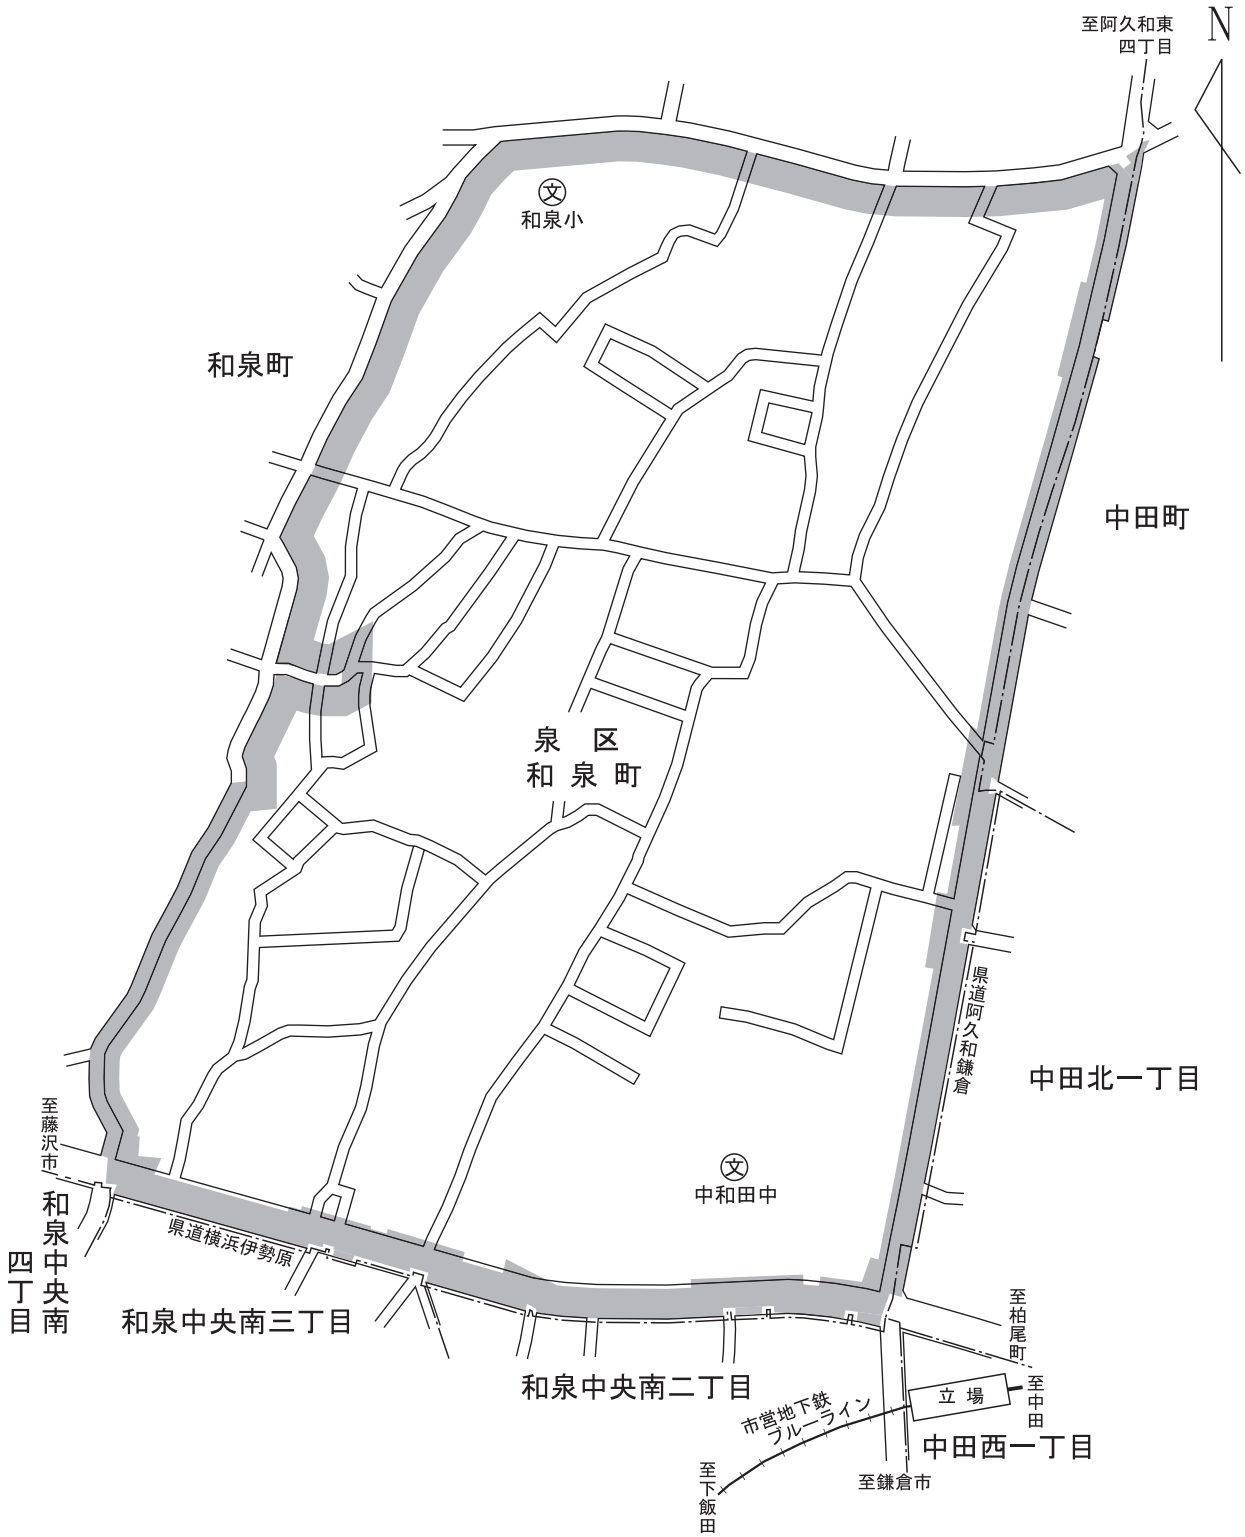 至阿久和東
四丁目
N
文
和泉小
和泉町
中田町
泉区
和泉町
県道阿久和鎌倉
中田北一丁目
至藤沢市
和泉中央南
四丁目
文
中和田中
県道横浜伊勢原
和泉中央南三丁目
至柏尾町
和泉中央南二丁目
立場
至中田
市営地下鉄
ブルーライン
中田西一丁目
至下飯田
至鎌倉市